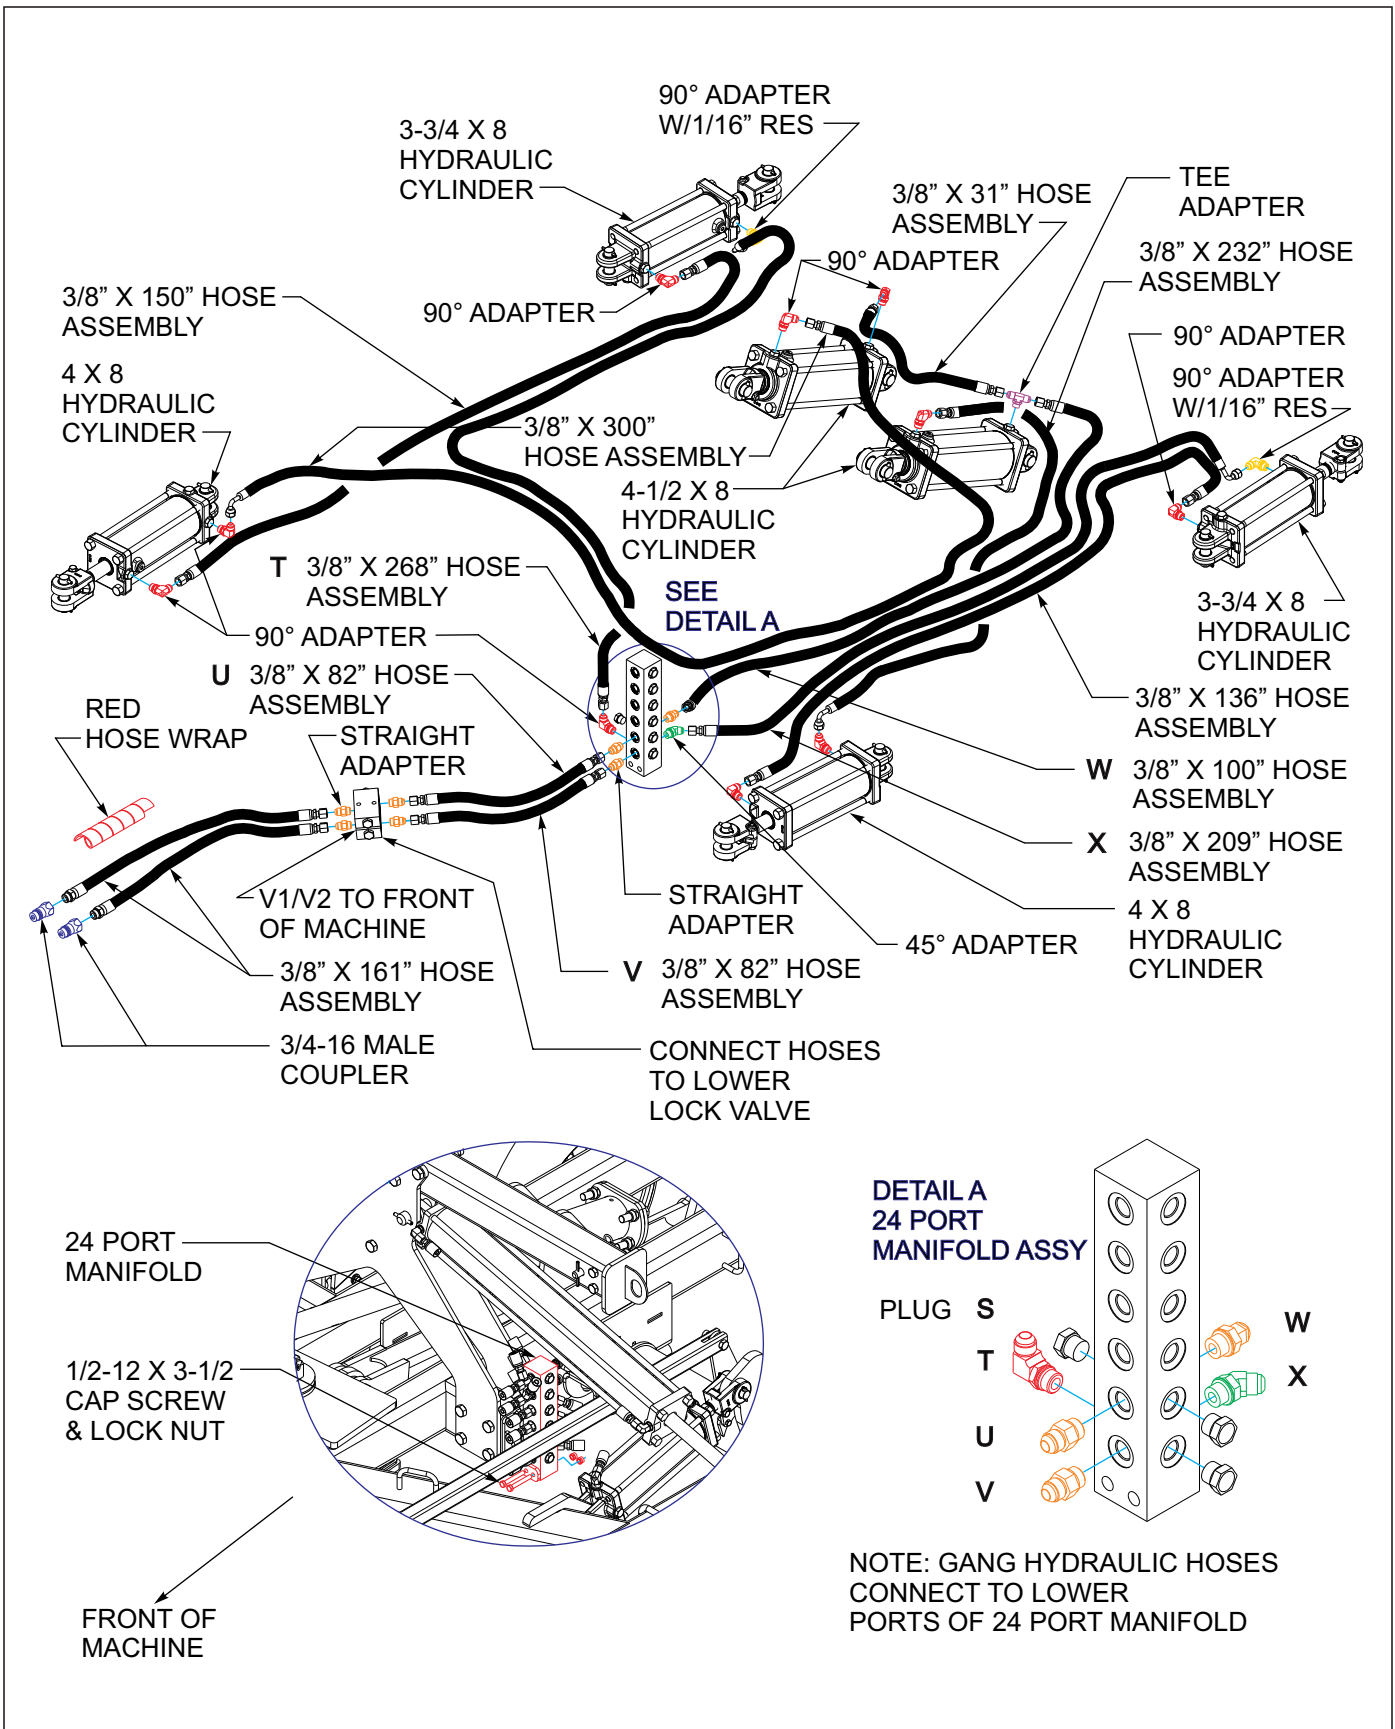 90° ADAPTER
W/1/16” RES
3-3/4 X 8
HYDRAULIC
CYLINDER
3/8” X 31” HOSE
ASSEMBLY
TEE
ADAPTER
90° ADAPTER
3/8” X 232” HOSE
ASSEMBLY
3/8” X 150” HOSE
ASSEMBLY
90° ADAPTER
90° ADAPTER
90° ADAPTER
W/1/16” RES
4 X 8
HYDRAULIC
CYLINDER
3/8” X 300”
HOSE ASSEMBLY
4-1/2 X 8
HYDRAULIC
CYLINDER
T 3/8” X 268” HOSE
ASSEMBLY
SEE
DETAIL A
3-3/4 X 8
HYDRAULIC
CYLINDER
90° ADAPTER
U 3/8” X 82” HOSE
ASSEMBLY
RED
HOSE WRAP
STRAIGHT
ADAPTER
3/8” X 136” HOSE
ASSEMBLY
W 3/8” X 100” HOSE
ASSEMBLY
X 3/8” X 209” HOSE
ASSEMBLY
V1/V2 TO FRONT
OF MACHINE
STRAIGHT
ADAPTER
45° ADAPTER
4 X 8
HYDRAULIC
CYLINDER
3/8” X 161” HOSE
ASSEMBLY
V 3/8” X 82” HOSE
ASSEMBLY
3/4-16 MALE
COUPLER
CONNECT HOSES
TO LOWER
LOCK VALVE
24 PORT
MANIFOLD
1/2-12 X 3-1/2
CAP SCREW
& LOCK NUT
FRONT OF
MACHINE
DETAIL A
24 PORT
MANIFOLD ASSY
PLUG S
T
U
V
W
X
NOTE: GANG HYDRAULIC HOSES
CONNECT TO LOWER
PORTS OF 24 PORT MANIFOLD